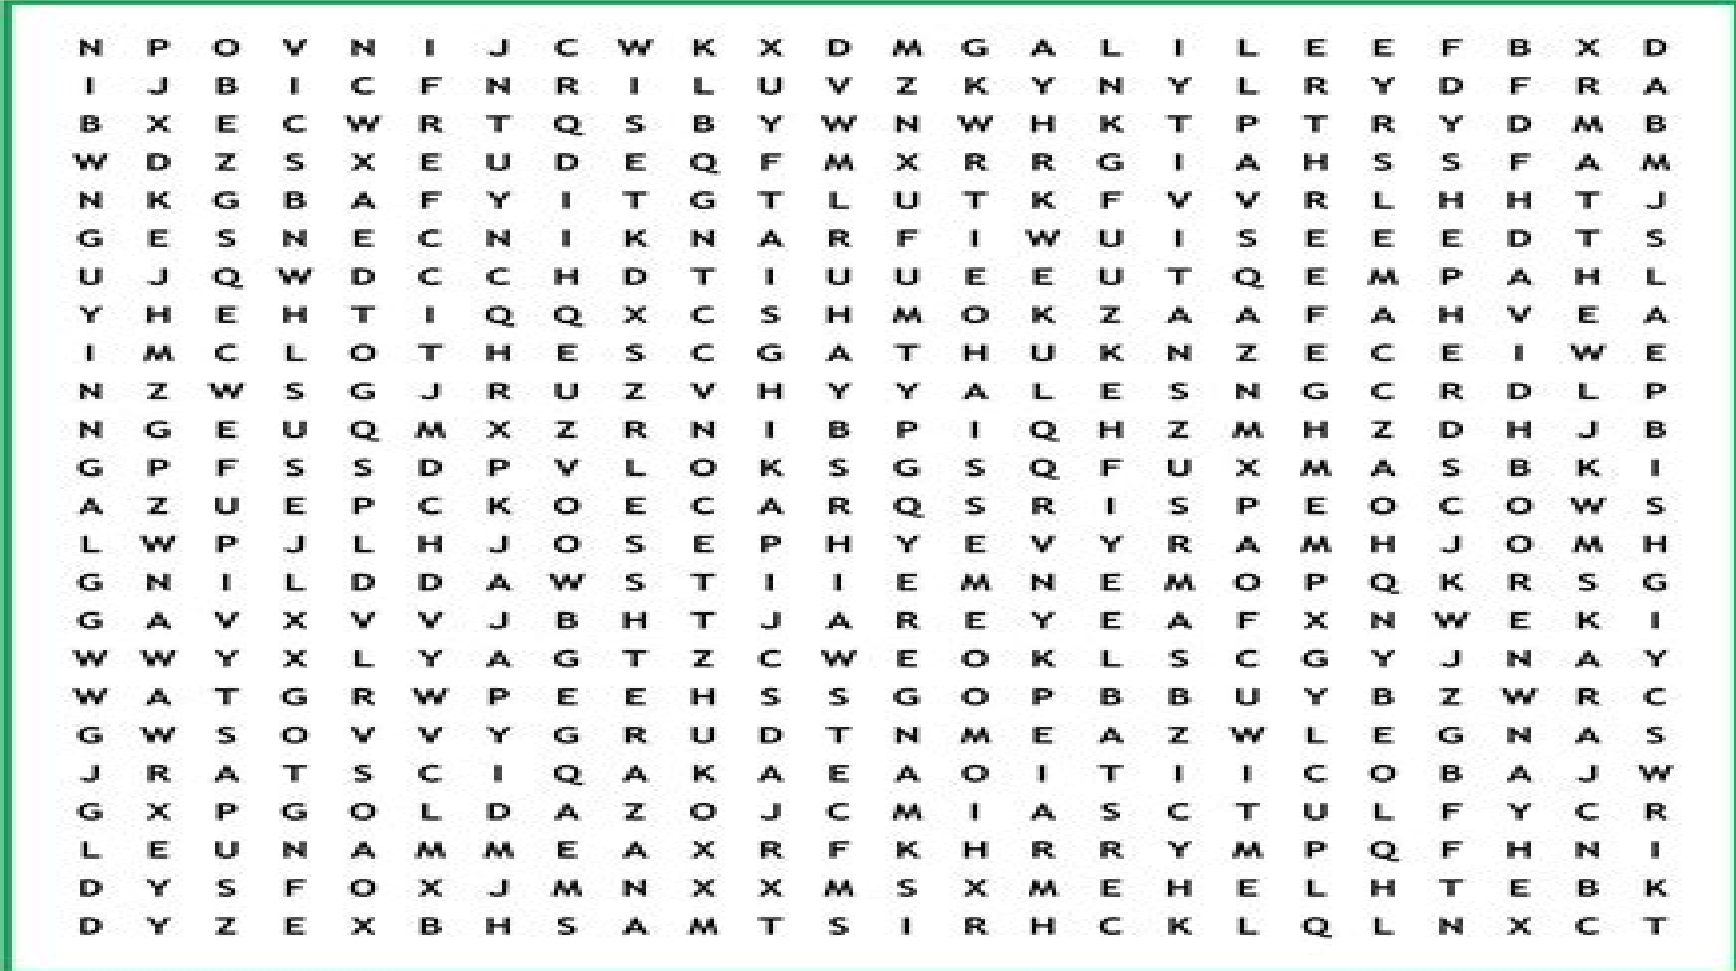 N P O V N I J C W K X D M G A L I L E E F B X D
I J B I C F N R I L U V Z K Y N Y L R Y D F R A
B X E C W R T Q S B Y W N W H K T P T R Y D M B
W D Z S X E U D E Q F M X R R G I A H S S F A M
N K G B A F Y I T G T L U T K F V V R L H H T J
G E S N E C N I K N A R F I W U I S E E E D T S
U J Q W D C C H D T I U U E E U T Q E M P A H L
Y H E H T I Q Q X C S H M O K Z A A F A H V E A
I M C L O T H E S C G A T H U K N Z E C E I W E
N Z W S G J R U Z V H Y Y A L E S N G C R D L P
N G E U Q M X Z R N I B P I Q H Z M H Z D H J B
G P F S S D P V L O K S G S Q F U X M A S B K I
A Z U E P C K O E C A R Q S R I S P E O C O W S
L W P J L H J O S E P H Y E V Y R A M H J O M H
G N I L D D A W S T I I E M N E M O P Q K R S G
G A V X V V J B H T J A R E Y E A F X N W E K I
W W Y X L Y A G T Z C W E O K L S C G Y J N A Y
W A T G R W P E E H S S G O P B B U Y B Z W R C
G W S O V V Y G R U D T N M E A Z W L E G N A S
J R A T S C I Q A K A E A O I T I I C O B A J W
G X P G O L D A Z O J C M I A S C T U L F Y C R
L E U N A M M E A X R F K H R R Y M P Q F H N I
D Y S F O X J M N X X M S X M E H E L H T E B K
D Y Z E X B H S A M T S I R H C K L Q L N X C T